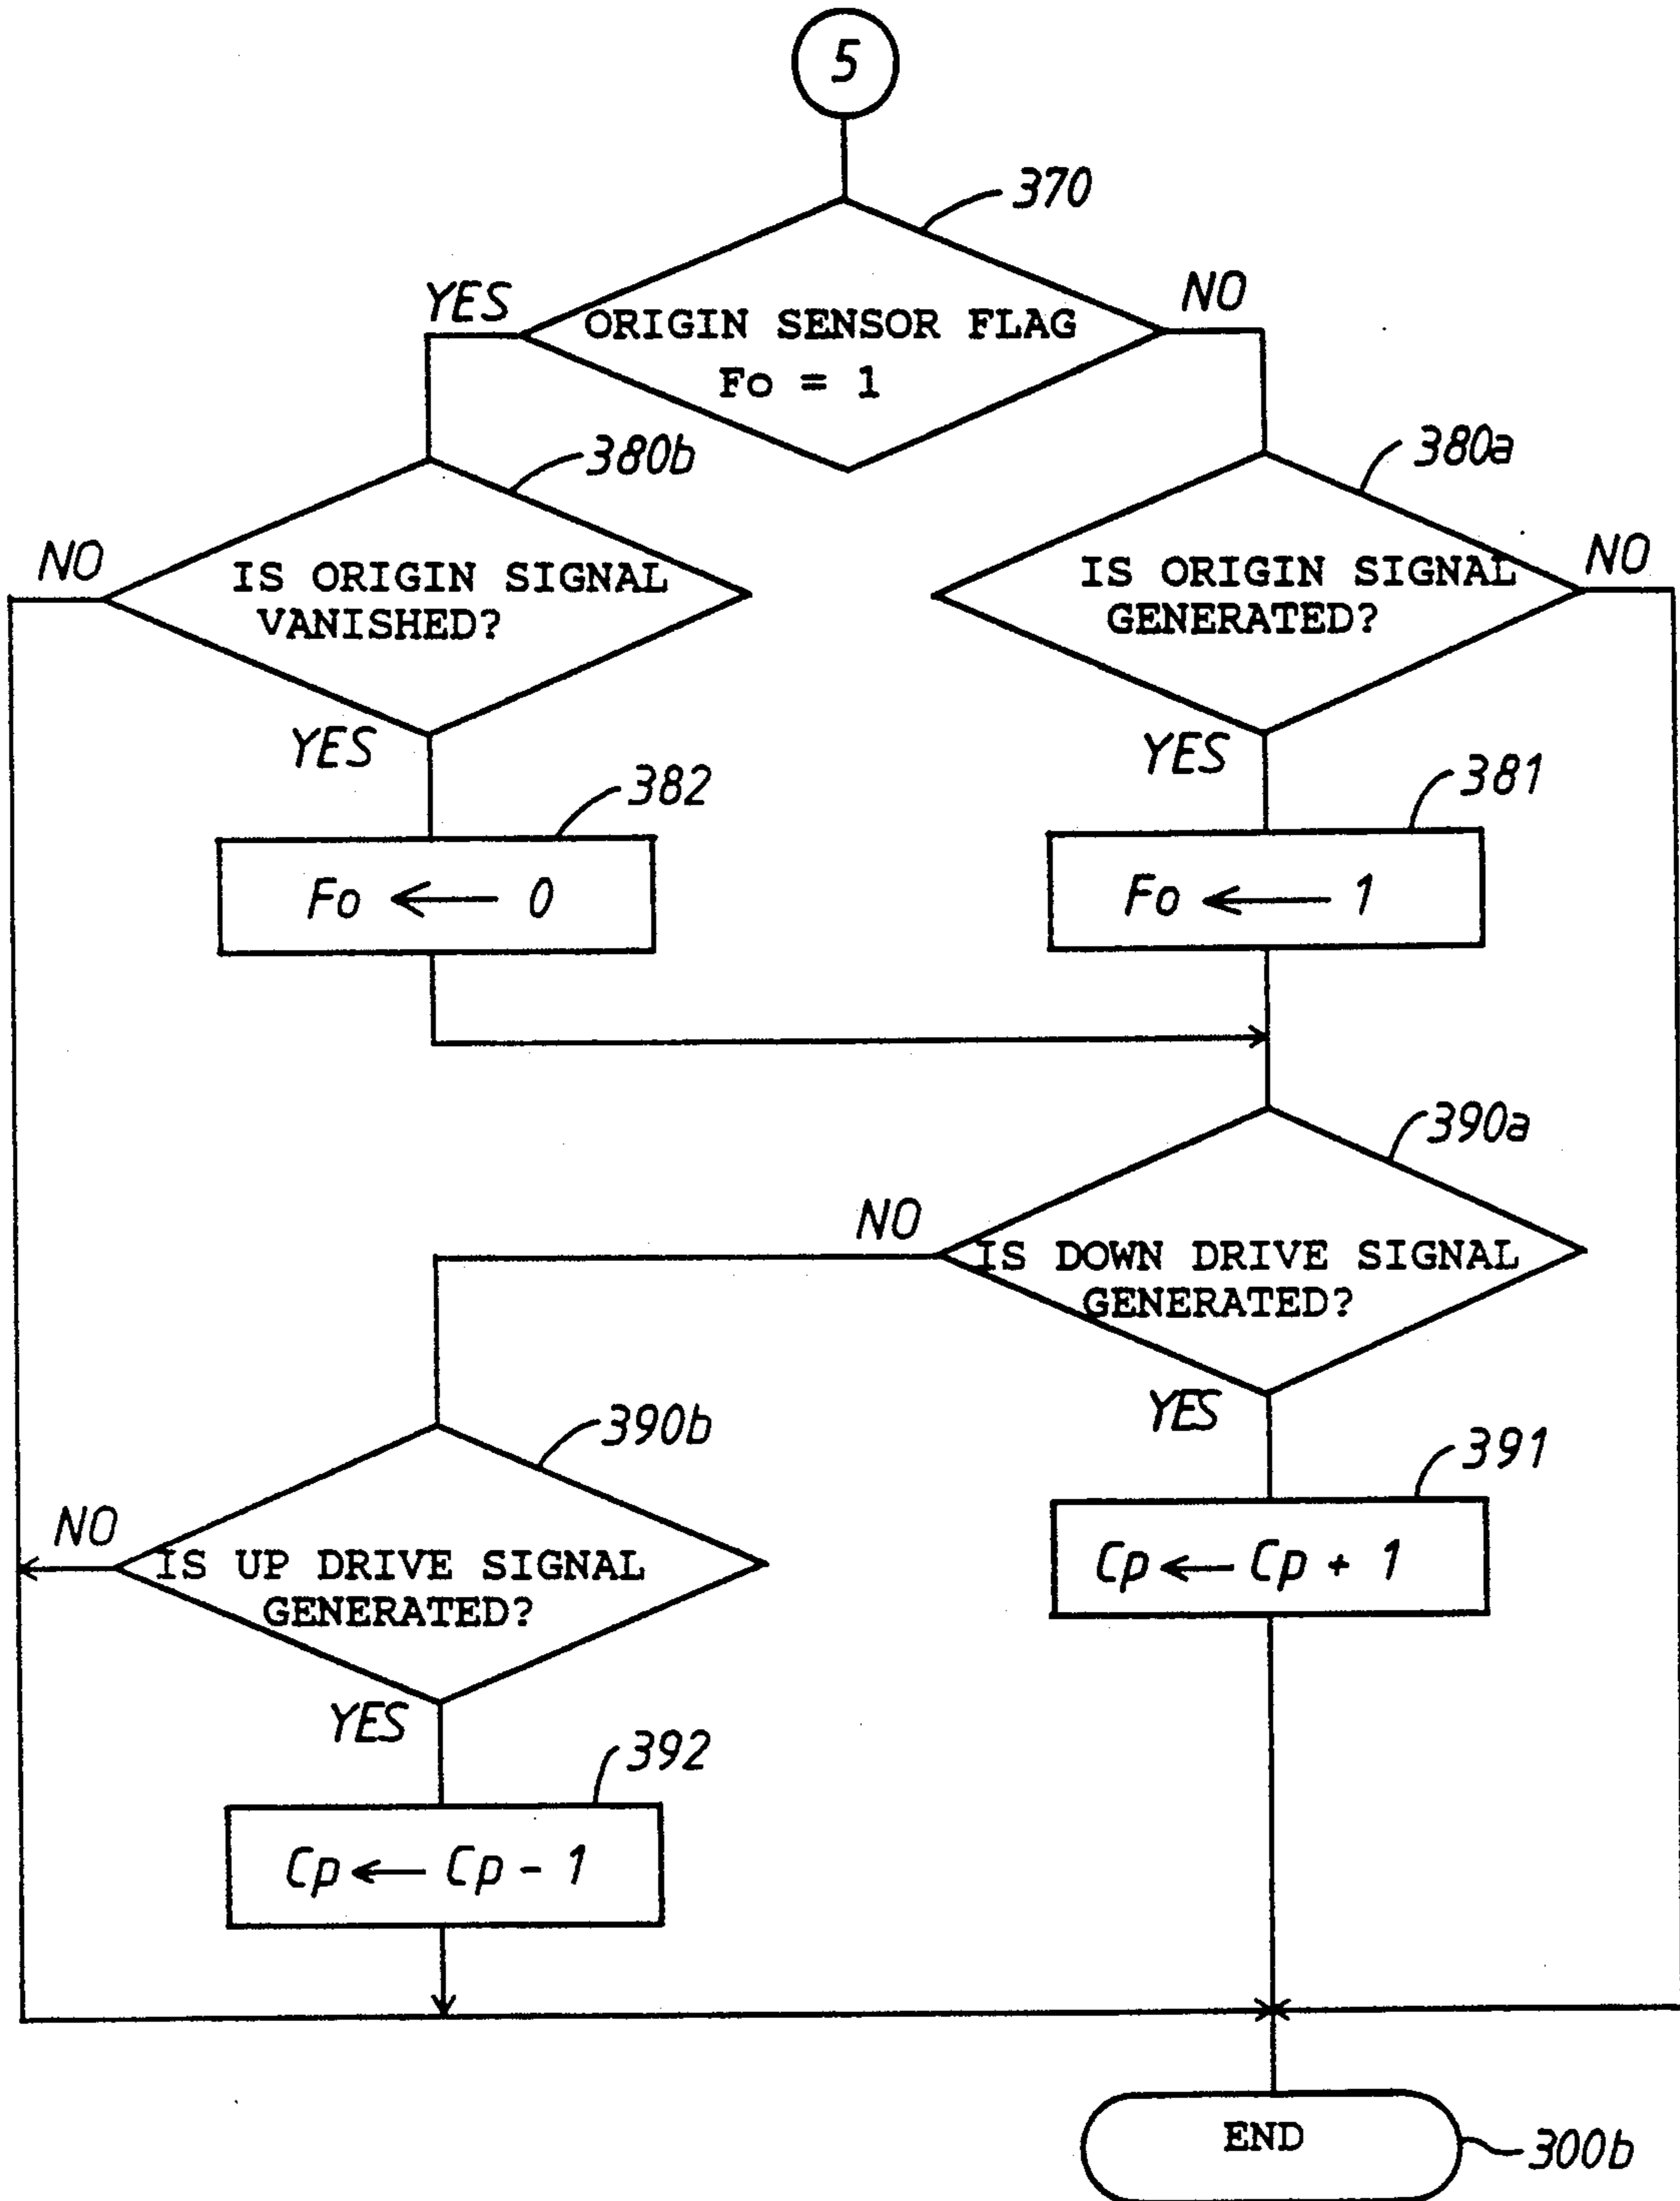 5
370
YES
NO
ORIGIN SENSOR FLAG
Fo = 1
380b
380a
NO
IS ORIGIN SIGNAL
VANISHED?
IS ORIGIN SIGNAL
GENERATED?
NO
YES
YES
382
381
Fo ← 0
Fo ← 1
390a
NO
IS DOWN DRIVE SIGNAL
GENERATED?
YES
390b
391
NO
IS UP DRIVE SIGNAL
GENERATED?
Cp ← Cp + 1
YES
392
Cp ← Cp - 1
END
300b